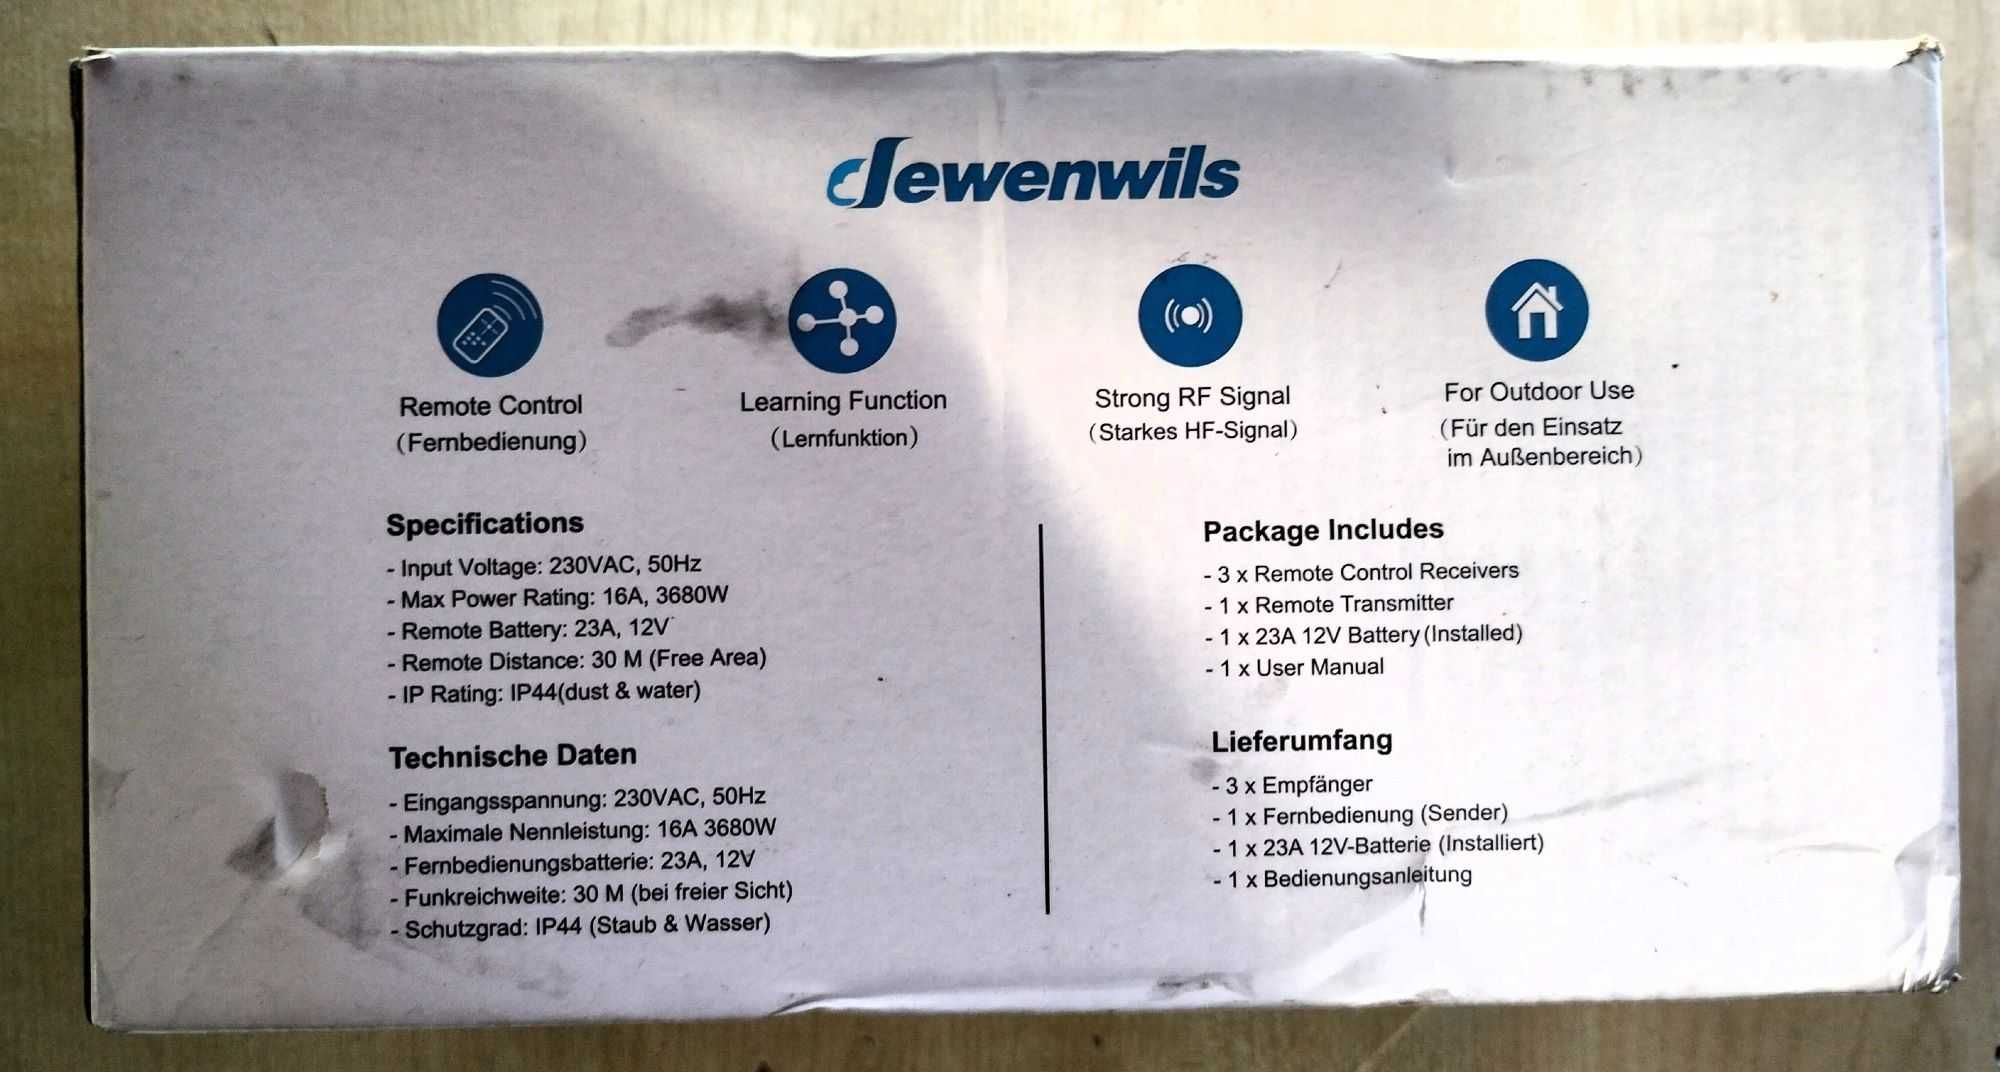 Dewenwils
Remote Control
(Fernbedienung)
Learning Function
(Lernfunktion)
Strong RF Signal
(Starkes HF-Signal)
For Outdoor Use
(Für den Einsatz
im Außenbereich)
Specifications
- Input Voltage: 230VAC, 50Hz
- Max Power Rating: 16A, 3680W
- Remote Battery: 23A, 12V
- Remote Distance: 30 M (Free Area)
- IP Rating: IP44(dust & water)
Technische Daten
- Eingangsspannung: 230VAC, 50Hz
- Maximale Nennleistung: 16A 3680W
- Fernbedienungsbatterie: 23A, 12V
- Funkreichweite: 30 M (bei freier Sicht)
- Schutzgrad: IP44 (Staub & Wasser)
Package Includes
- 3 x Remote Control Receivers
- 1 x Remote Transmitter
- 1 x 23A 12V Battery(Installed)
- 1 x User Manual
Lieferumfang
- 3 x Empfänger
- 1 x Fernbedienung (Sender)
- 1 x 23A 12V-Batterie (Installiert)
- 1 x Bedienungsanleitung